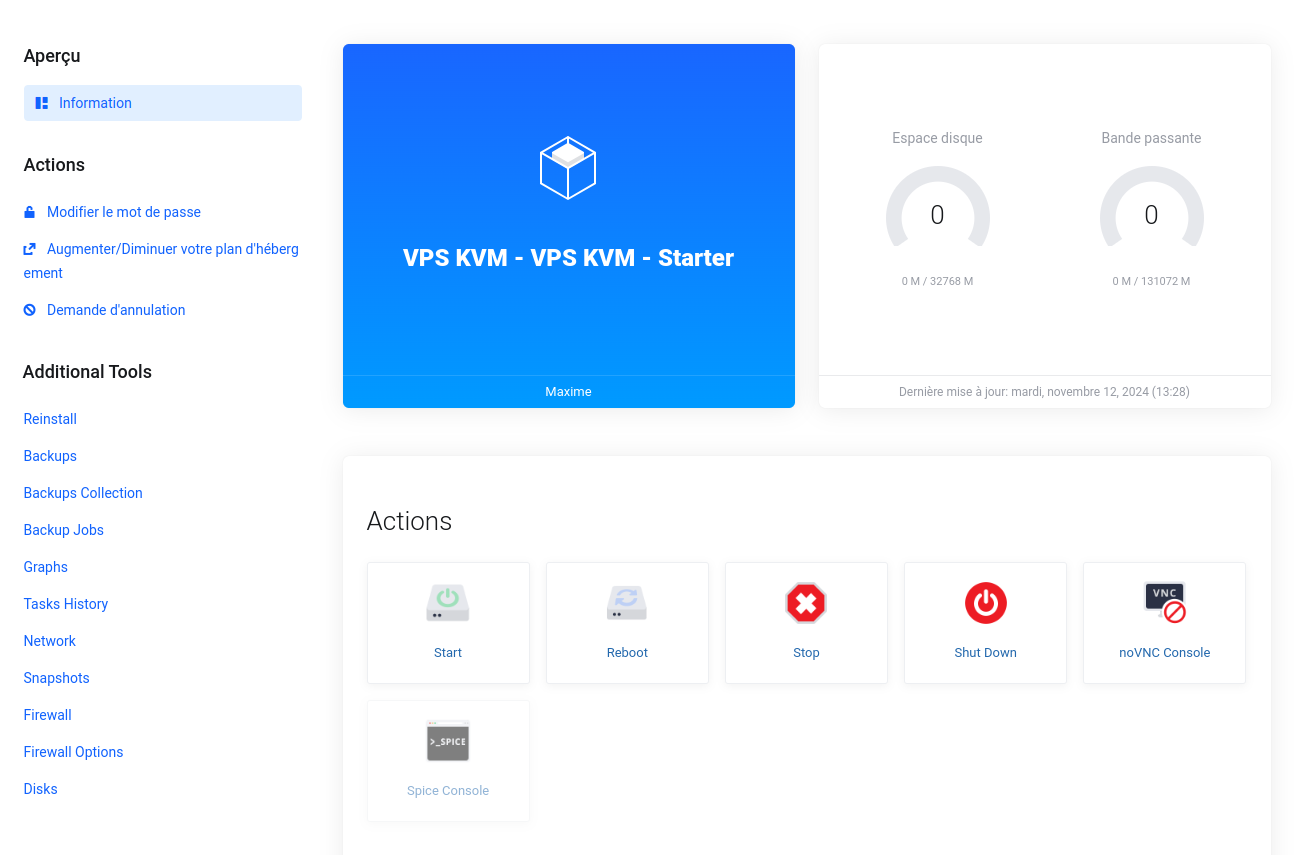 Aperçu
Information
Actions
Modifier le mot de passe
Augmenter/Diminuer votre plan d'héberg
ement
Demande d'annulation
Additional Tools
Reinstall
Backups
Backups Collection
Backup Jobs
Graphs
Tasks History
Network
Snapshots
Firewall
Firewall Options
Disks
VPS KVM - VPS KVM - Starter
Maxime
Espace disque
0
0 M / 32768 M
Bande passante
0
0 M / 131072 M
Dernière mise à jour: mardi, novembre 12, 2024 (13:28)
Actions
Start
Reboot
Stop
Shut Down
VNC
noVNC Console
>_SPICE
Spice Console